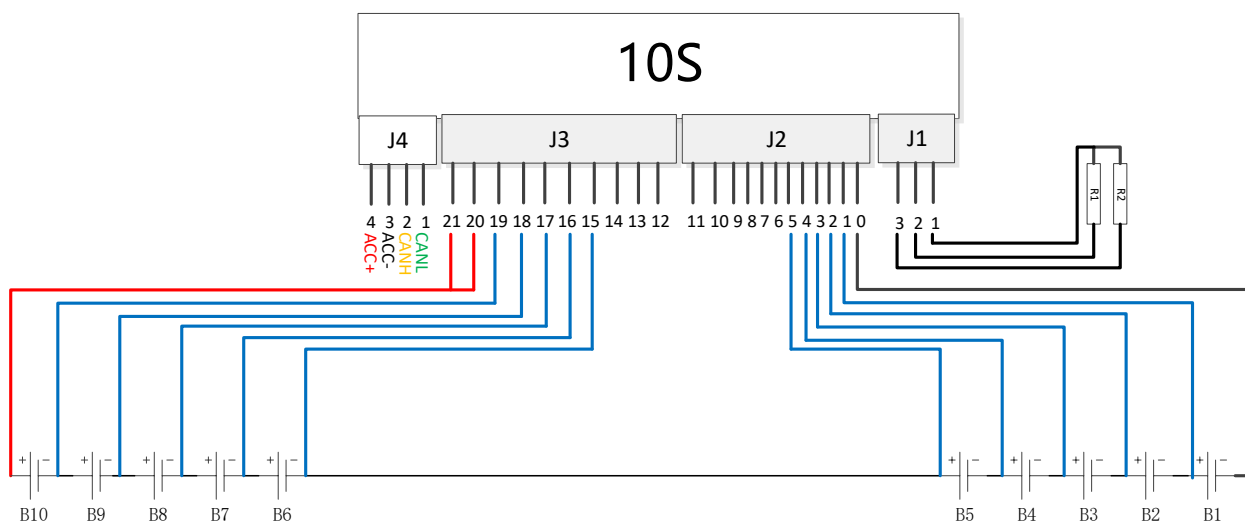 10S
J4 J3 J2 J1
R1 R2
4 3 2 1 21 20 19 18 17 16 15 14 13 12 11 10 9 8 7 6 5 4 3 2 1 0 3 2 1
ACC+ ACC- CANH CANL
+ - + - + - + - + - + - + - + - + - + -
B10 B9 B8 B7 B6 B5 B4 B3 B2 B1